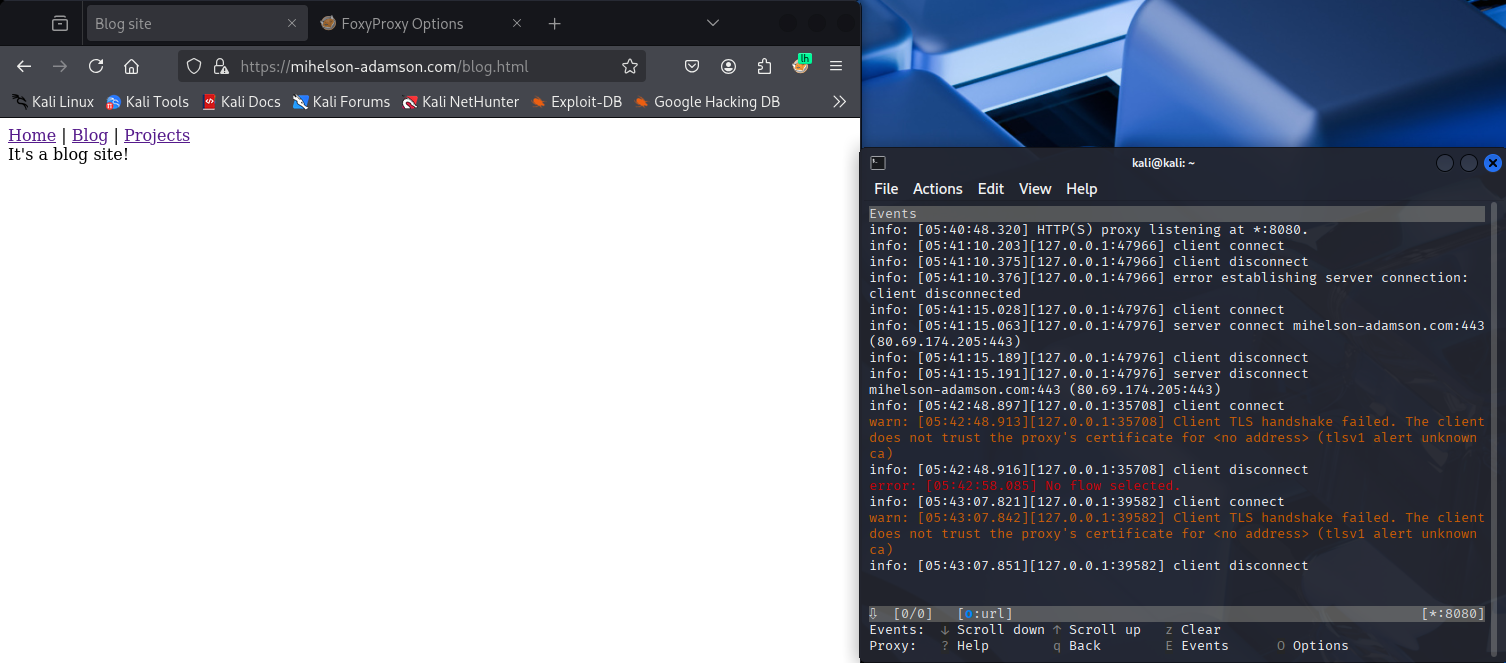 Blog site
FoxyProxy Options
lh
https://mihelson-adamson.com/blog.html
Kali Linux Kali Tools Kali Docs Kali Forums Kali NetHunter Exploit-DB Google Hacking DB
Home | Blog | Projects
It's a blog site!
kali@kali: ~
File Actions Edit View Help
Events
info: [05:40:48.320] HTTP(S) proxy listening at *:8080.
info: [05:41:10.203][127.0.0.1:47966] client connect
info: [05:41:10.375][127.0.0.1:47966] client disconnect
info: [05:41:10.376][127.0.0.1:47966] error establishing server connection:
client disconnected
info: [05:41:15.028][127.0.0.1:47976] client connect
info: [05:41:15.063][127.0.0.1:47976] server connect mihelson-adamson.com:443
(80.69.174.205:443)
info: [05:41:15.189][127.0.0.1:47976] client disconnect
info: [05:41:15.191][127.0.0.1:47976] server disconnect
mihelson-adamson.com:443 (80.69.174.205:443)
info: [05:42:48.897][127.0.0.1:35708] client connect
warn: [05:42:48.913][127.0.0.1:35708] Client TLS handshake failed. The client
does not trust the proxy's certificate for <no address> (tlsv1 alert unknown
ca)
info: [05:42:48.916][127.0.0.1:35708] client disconnect
error: [05:42:58.085] No flow selected.
info: [05:43:07.821][127.0.0.1:39582] client connect
warn: [05:43:07.842][127.0.0.1:39582] Client TLS handshake failed. The client
does not trust the proxy's certificate for <no address> (tlsv1 alert unknown
ca)
info: [05:43:07.851][127.0.0.1:39582] client disconnect
⇩ [0/0] [o:url] [*:8080]
Events: ↓ Scroll down ↑ Scroll up z Clear
Proxy: ? Help q Back E Events O Options